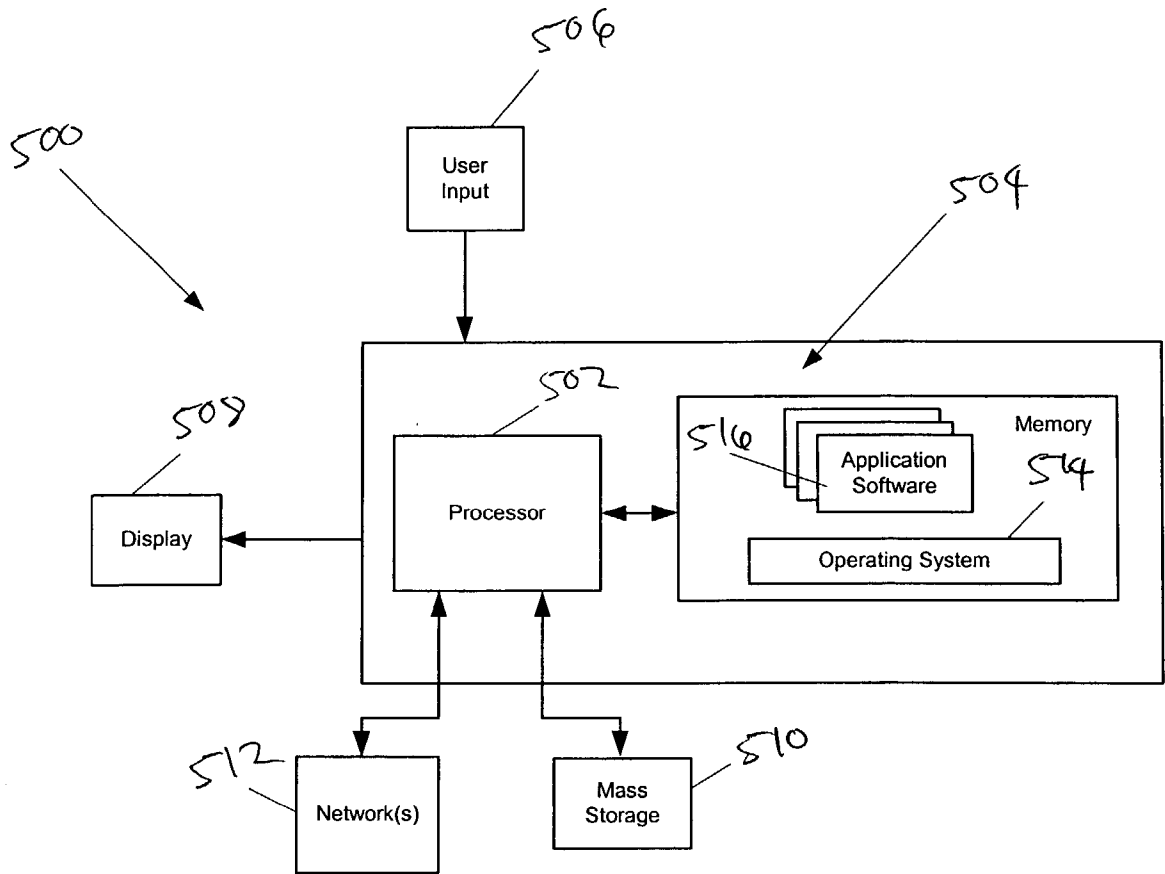 506
500
User
Input
504
502
508
516
Memory
Application
Software
514
Processor
Display
Operating System
512
510
Network(s)
Mass
Storage